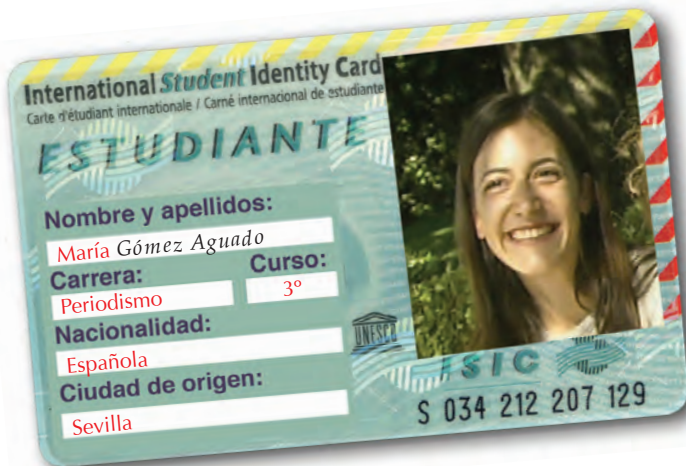 International Student Identity Card
Carte d'étudiant internationale / Carné internacional de estudiante
ESTUDIANTE
Nombre y apellidos:
María Gómez Aguado
Carrera: Curso:
Periodismo 3º
Nacionalidad:
Española
Ciudad de origen:
Sevilla
UNESCO
ISIC
S 034 212 207 129